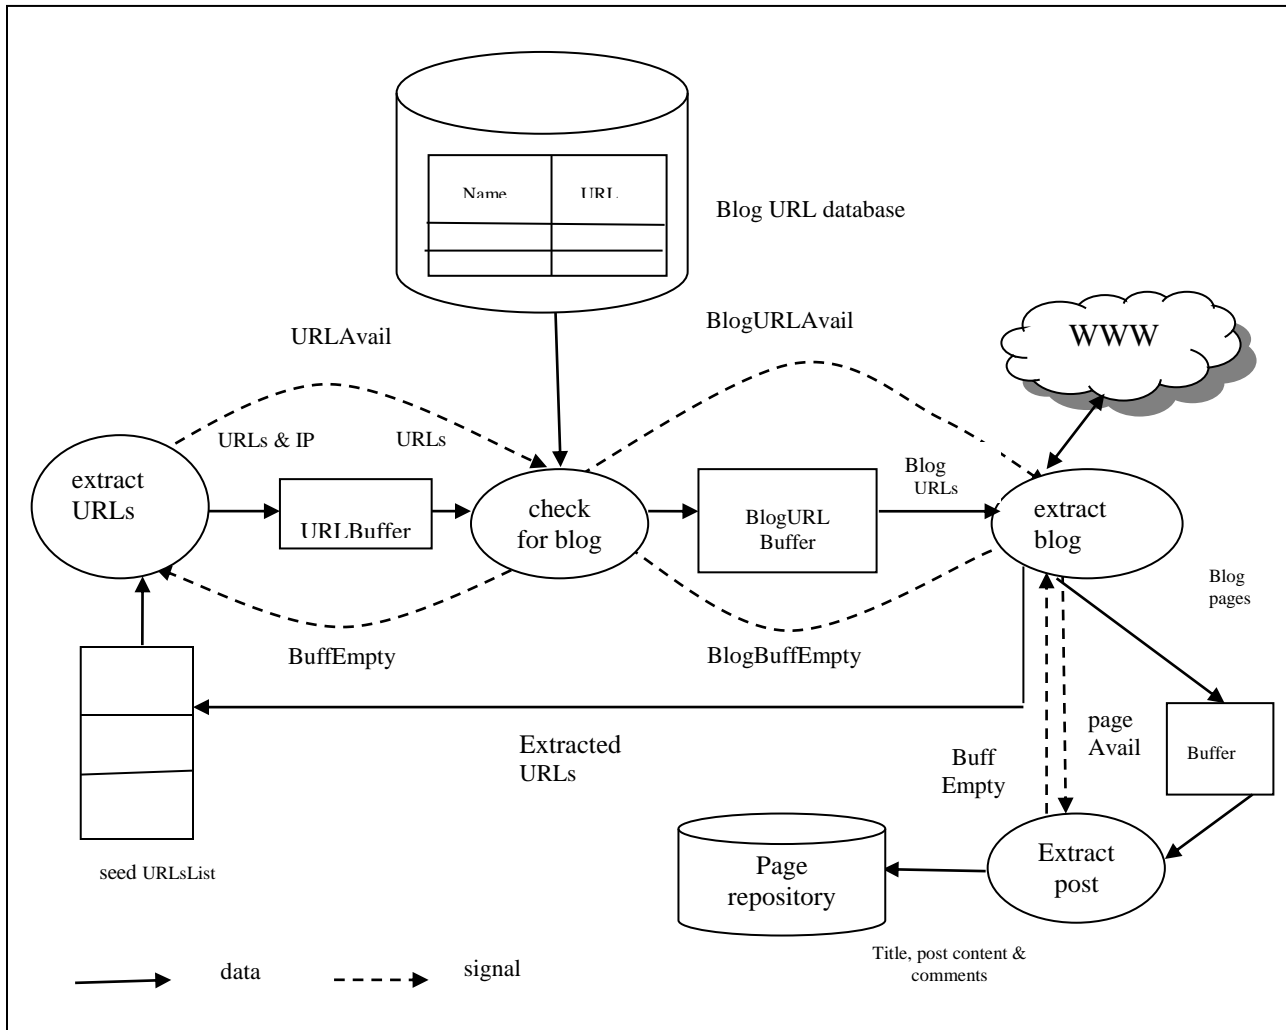 Name
URL
Blog URL database
URLAvail
BlogURLAvail
WWW
URLs & IP
URLs
extract
URLs
URLBuffer
check
for blog
BlogURL
Buffer
Blog
URLs
extract
blog
Blog
pages
BuffEmpty
BlogBuffEmpty
Extracted
URLs
Buff
Empty
page
Avail
Buffer
seed URLsList
Page
repository
Extract
post
Title, post content &
comments
data
signal